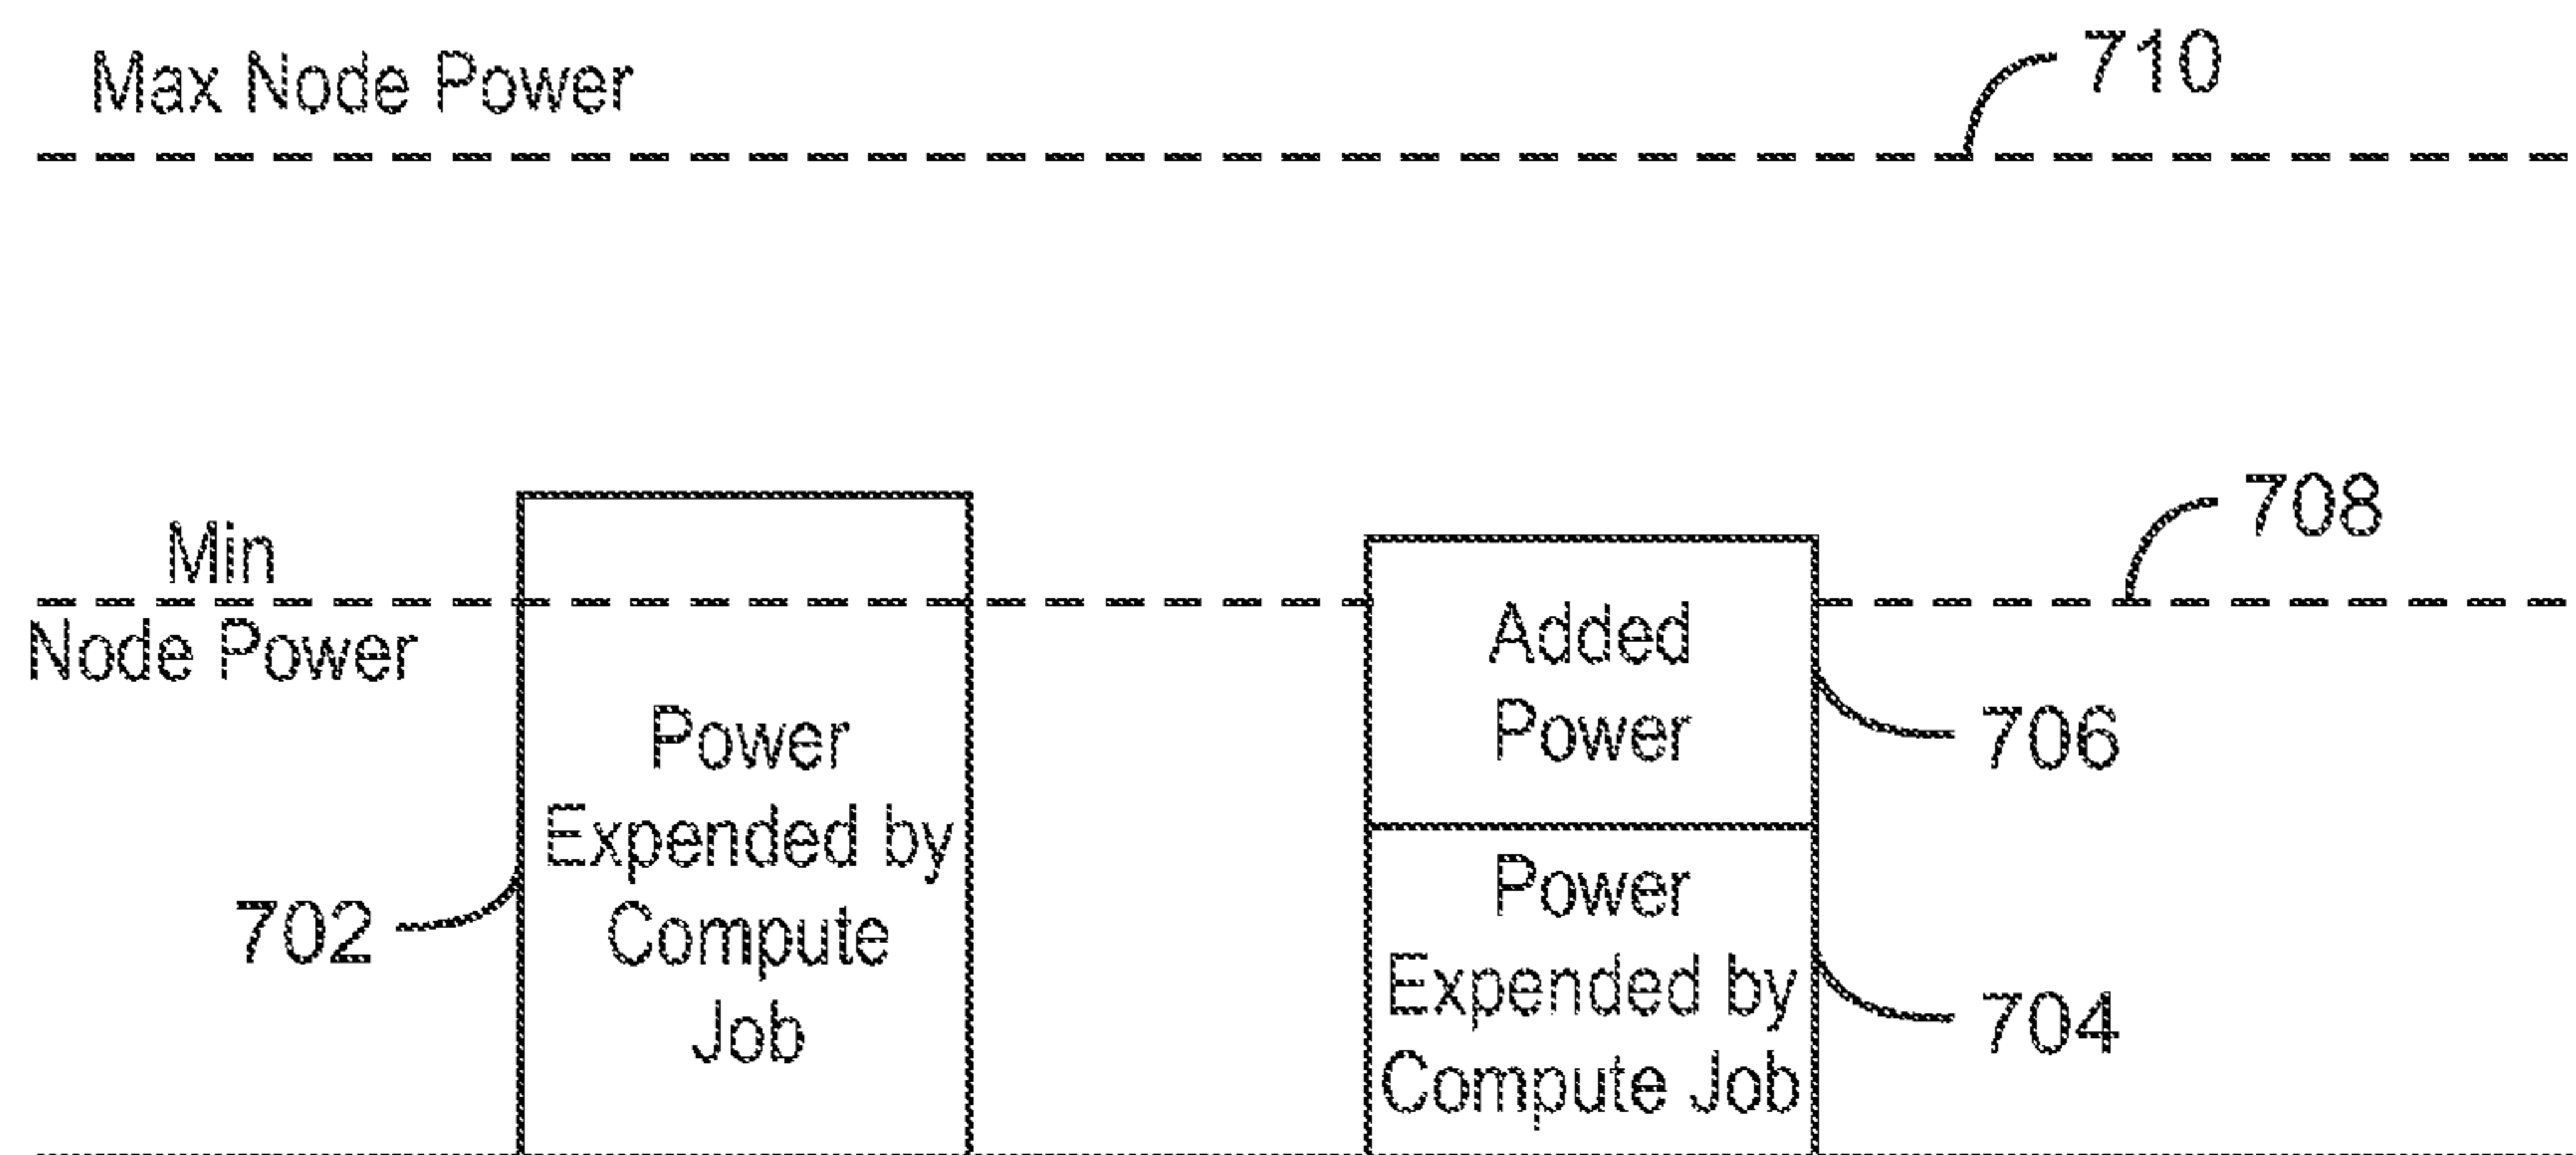 Max Node Power
710
Min
Node Power
708
Power
Expended by
Compute
Job
702
Added
Power
706
Power
Expended by
Compute Job
704